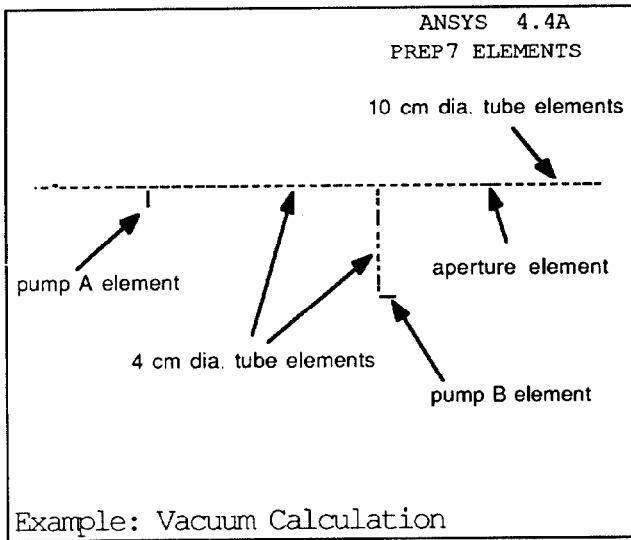 ANSYS 4.4A
PREP7 ELEMENTS
10 cm dia. tube elements
pump A element
aperture element
4 cm dia. tube elements
pump B element
Example: Vacuum Calculation